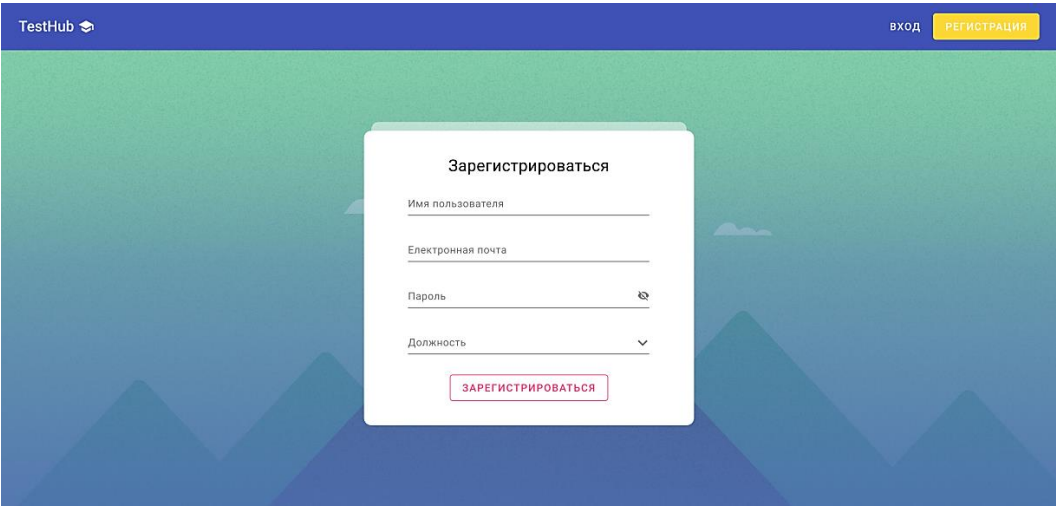 TestHub
ВХОД
РЕГИСТРАЦИЯ
Зарегистрироваться
Имя пользователя
Електронная почта
Пароль
Должность
ЗАРЕГИСТРИРОВАТЬСЯ